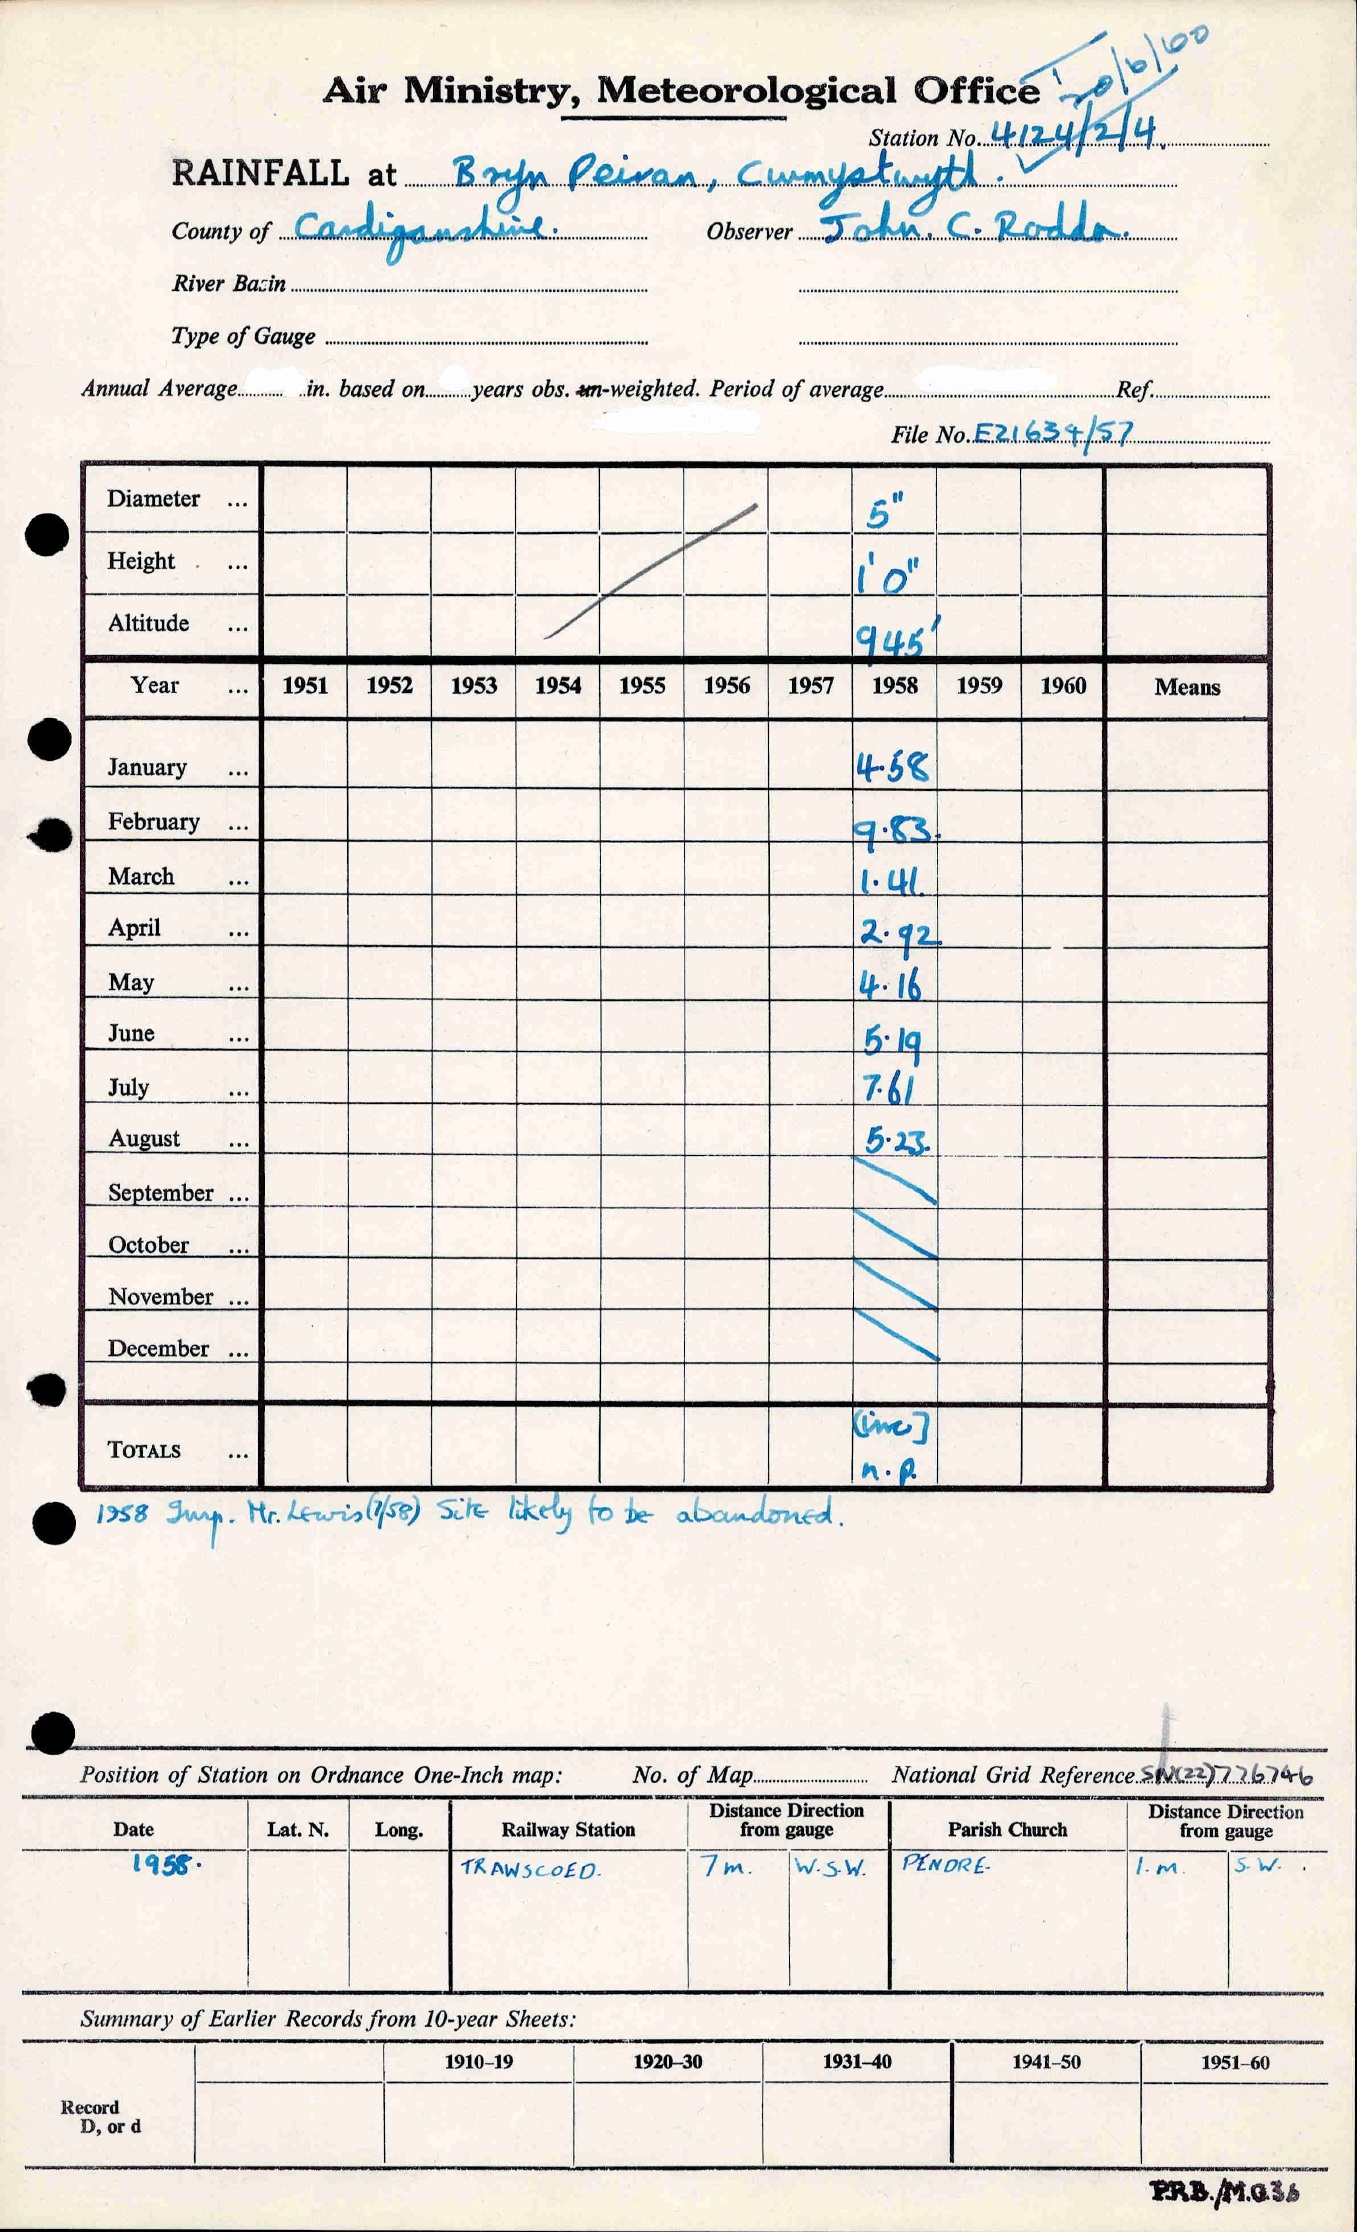 20/6/60
Air Ministry, Meteorological Office
Station No. 4124/2/4.
RAINFALL at Bryn Peiran, Cwmystwyth.
County of Cardiganshire. Observer John. C. Rodda.
River Basin
Type of Gauge
Annual Average in. based on years obs. un-weighted. Period of average Ref.
File No. E21634/57
Diameter ... 5"
Height ... 1' 0"
Altitude ... 945'
Year ... 1951 1952 1953 1954 1955 1956 1957 1958 1959 1960 Means
January ... 4.58
February ... 9.83.
March ... 1.41.
April ... 2.92
May ... 4.16
June ... 5.19
July ... 7.61
August ... 5.23.
September ...
October ...
November ...
December ...
TOTALS ... [inc]
n.p.
1958 Insp. Mr. Lewis (7/58) Site likely to be abandoned.
Position of Station on Ordnance One-Inch map: No. of Map National Grid Reference SN(22)776746
Date Lat. N. Long. Railway Station Distance Direction from gauge Parish Church Distance Direction from gauge
1958. TRAWSCOED. 7 m. W.S.W. PENDRE. 1. m. S.W.
Summary of Earlier Records from 10-year Sheets:
1910–19 1920–30 1931–40 1941–50 1951–60
Record
D, or d
P.R.B./M.O.36